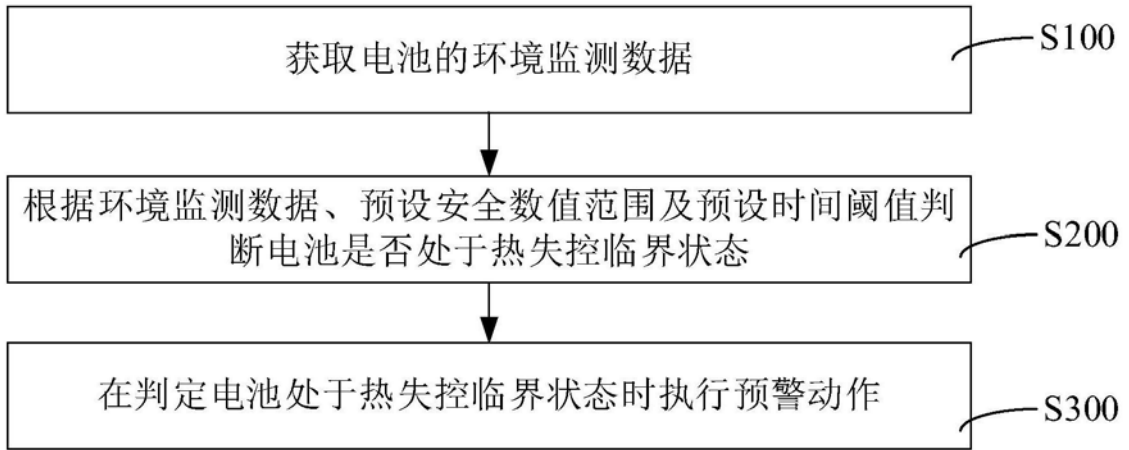 获取电池的环境监测数据
S100
根据环境监测数据、预设安全数值范围及预设时间阈值判
断电池是否处于热失控临界状态
S200
在判定电池处于热失控临界状态时执行预警动作
S300